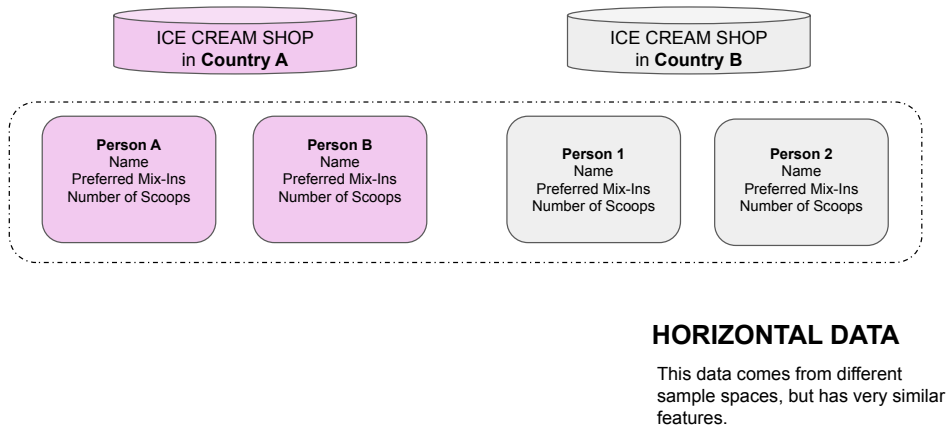 ICE CREAM SHOP
in Country A
ICE CREAM SHOP
in Country B
Person A
Name
Preferred Mix-Ins
Number of Scoops
Person B
Name
Preferred Mix-Ins
Number of Scoops
Person 1
Name
Preferred Mix-Ins
Number of Scoops
Person 2
Name
Preferred Mix-Ins
Number of Scoops
HORIZONTAL DATA
This data comes from different
sample spaces, but has very similar
features.